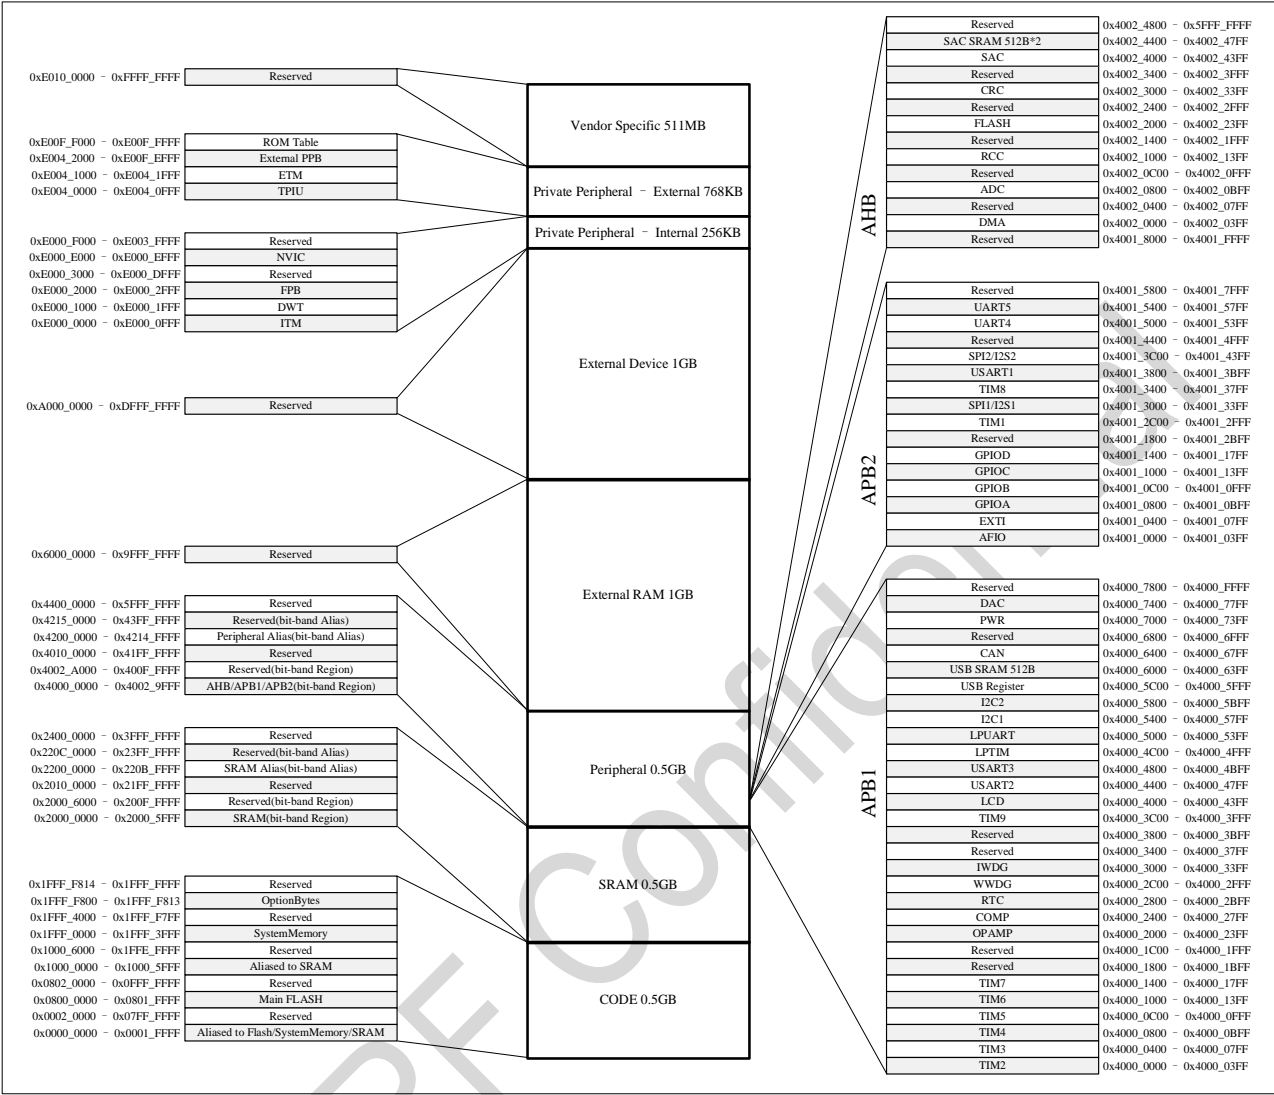 0xE010_0000 - 0xFFFF_FFFF Reserved
0xE00F_F000 - 0xE00F_FFFF ROM Table
0xE004_2000 - 0xE00F_EFFF External PPB
0xE004_1000 - 0xE004_1FFF ETM
0xE004_0000 - 0xE004_0FFF TPIU
0xE000_F000 - 0xE003_FFFF Reserved
0xE000_E000 - 0xE000_EFFF NVIC
0xE000_3000 - 0xE000_DFFF Reserved
0xE000_2000 - 0xE000_2FFF FPB
0xE000_1000 - 0xE000_1FFF DWT
0xE000_0000 - 0xE000_0FFF ITM
0xA000_0000 - 0xDFFF_FFFF Reserved
0x6000_0000 - 0x9FFF_FFFF Reserved
0x4400_0000 - 0x5FFF_FFFF Reserved
0x4215_0000 - 0x43FF_FFFF Reserved(bit-band Alias)
0x4200_0000 - 0x4214_FFFF Peripheral Alias(bit-band Alias)
0x4010_0000 - 0x41FF_FFFF Reserved
0x4002_A000 - 0x400F_FFFF Reserved(bit-band Region)
0x4000_0000 - 0x4002_9FFF AHB/APB1/APB2(bit-band Region)
0x2400_0000 - 0x3FFF_FFFF Reserved
0x220C_0000 - 0x23FF_FFFF Reserved(bit-band Alias)
0x2200_0000 - 0x220B_FFFF SRAM Alias(bit-band Alias)
0x2010_0000 - 0x21FF_FFFF Reserved
0x2000_6000 - 0x200F_FFFF Reserved(bit-band Region)
0x2000_0000 - 0x2000_5FFF SRAM(bit-band Region)
0x1FFF_F814 - 0x1FFF_FFFF Reserved
0x1FFF_F800 - 0x1FFF_F813 OptionBytes
0x1FFF_4000 - 0x1FFF_F7FF Reserved
0x1FFF_0000 - 0x1FFF_3FFF SystemMemory
0x1000_6000 - 0x1FFE_FFFF Reserved
0x1000_0000 - 0x1000_5FFF Aliased to SRAM
0x0802_0000 - 0x0FFF_FFFF Reserved
0x0800_0000 - 0x0801_FFFF Main FLASH
0x0002_0000 - 0x07FF_FFFF Reserved
0x0000_0000 - 0x0001_FFFF Aliased to Flash/SystemMemory/SRAM
Vendor Specific 511MB
Private Peripheral - External 768KB
Private Peripheral - Internal 256KB
External Device 1GB
External RAM 1GB
Peripheral 0.5GB
SRAM 0.5GB
CODE 0.5GB
AHB
Reserved 0x4002_4800 - 0x5FFF_FFFF
SAC SRAM 512B*2 0x4002_4400 - 0x4002_47FF
SAC 0x4002_4000 - 0x4002_43FF
Reserved 0x4002_3400 - 0x4002_3FFF
CRC 0x4002_3000 - 0x4002_33FF
Reserved 0x4002_2400 - 0x4002_2FFF
FLASH 0x4002_2000 - 0x4002_23FF
Reserved 0x4002_1400 - 0x4002_1FFF
RCC 0x4002_1000 - 0x4002_13FF
Reserved 0x4002_0C00 - 0x4002_0FFF
ADC 0x4002_0800 - 0x4002_0BFF
Reserved 0x4002_0400 - 0x4002_07FF
DMA 0x4002_0000 - 0x4002_03FF
Reserved 0x4001_8000 - 0x4001_FFFF
APB2
Reserved 0x4001_5800 - 0x4001_7FFF
UART5 0x4001_5400 - 0x4001_57FF
UART4 0x4001_5000 - 0x4001_53FF
Reserved 0x4001_4400 - 0x4001_4FFF
SPI2/I2S2 0x4001_3C00 - 0x4001_43FF
USART1 0x4001_3800 - 0x4001_3BFF
TIM8 0x4001_3400 - 0x4001_37FF
SPI1/I2S1 0x4001_3000 - 0x4001_33FF
TIM1 0x4001_2C00 - 0x4001_2FFF
Reserved 0x4001_1800 - 0x4001_2BFF
GPIOD 0x4001_1400 - 0x4001_17FF
GPIOC 0x4001_1000 - 0x4001_13FF
GPIOB 0x4001_0C00 - 0x4001_0FFF
GPIOA 0x4001_0800 - 0x4001_0BFF
EXTI 0x4001_0400 - 0x4001_07FF
AFIO 0x4001_0000 - 0x4001_03FF
APB1
Reserved 0x4000_7800 - 0x4000_FFFF
DAC 0x4000_7400 - 0x4000_77FF
PWR 0x4000_7000 - 0x4000_73FF
Reserved 0x4000_6800 - 0x4000_6FFF
CAN 0x4000_6400 - 0x4000_67FF
USB SRAM 512B 0x4000_6000 - 0x4000_63FF
USB Register 0x4000_5C00 - 0x4000_5FFF
I2C2 0x4000_5800 - 0x4000_5BFF
I2C1 0x4000_5400 - 0x4000_57FF
LPUART 0x4000_5000 - 0x4000_53FF
LPTIM 0x4000_4C00 - 0x4000_4FFF
USART3 0x4000_4800 - 0x4000_4BFF
USART2 0x4000_4400 - 0x4000_47FF
LCD 0x4000_4000 - 0x4000_43FF
TIM9 0x4000_3C00 - 0x4000_3FFF
Reserved 0x4000_3800 - 0x4000_3BFF
Reserved 0x4000_3400 - 0x4000_37FF
IWDG 0x4000_3000 - 0x4000_33FF
WWDG 0x4000_2C00 - 0x4000_2FFF
RTC 0x4000_2800 - 0x4000_2BFF
COMP 0x4000_2400 - 0x4000_27FF
OPAMP 0x4000_2000 - 0x4000_23FF
Reserved 0x4000_1C00 - 0x4000_1FFF
Reserved 0x4000_1800 - 0x4000_1BFF
TIM7 0x4000_1400 - 0x4000_17FF
TIM6 0x4000_1000 - 0x4000_13FF
TIM5 0x4000_0C00 - 0x4000_0FFF
TIM4 0x4000_0800 - 0x4000_0BFF
TIM3 0x4000_0400 - 0x4000_07FF
TIM2 0x4000_0000 - 0x4000_03FF